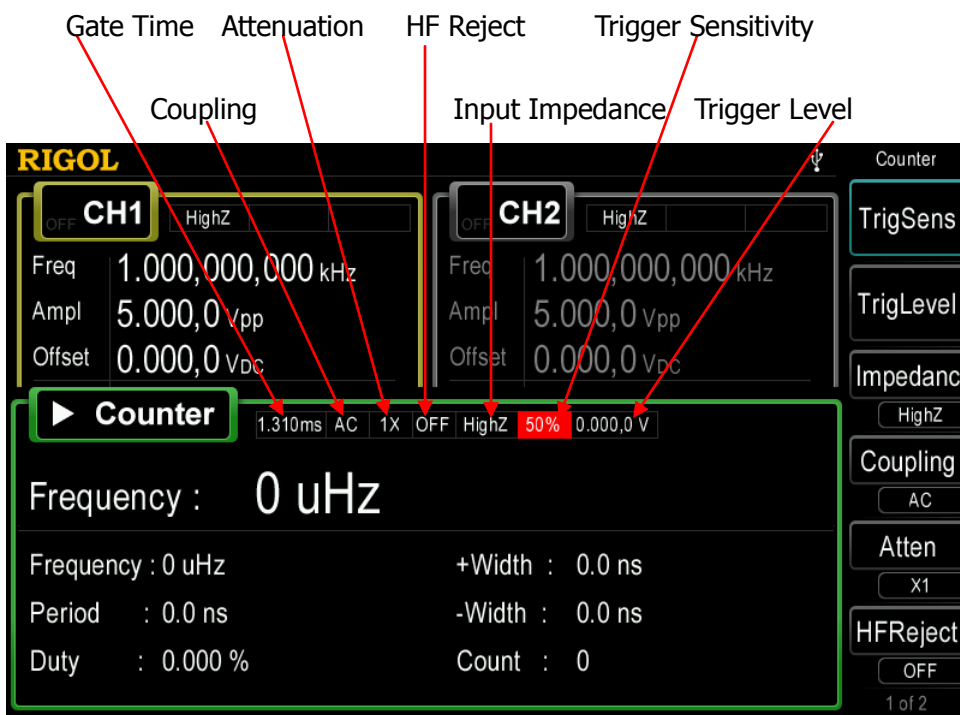 Gate Time Attenuation HF Reject Trigger Sensitivity
Coupling Input Impedance Trigger Level
RIGOL Counter
OFF CH1 HighZ
Freq 1.000,000,000 kHz
Ampl 5.000,0 Vpp
Offset 0.000,0 VDC
OFF CH2 HighZ
Freq 1.000,000,000 kHz
Ampl 5.000,0 Vpp
Offset 0.000,0 VDC
Counter 1.310ms AC 1X OFF HighZ 50% 0.000,0 V
Frequency : 0 uHz
Frequency : 0 uHz
Period : 0.0 ns
Duty : 0.000 %
+Width : 0.0 ns
-Width : 0.0 ns
Count : 0
TrigSens
TrigLevel
Impedanc
HighZ
Coupling
AC
Atten
X1
HFReject
OFF
1 of 2